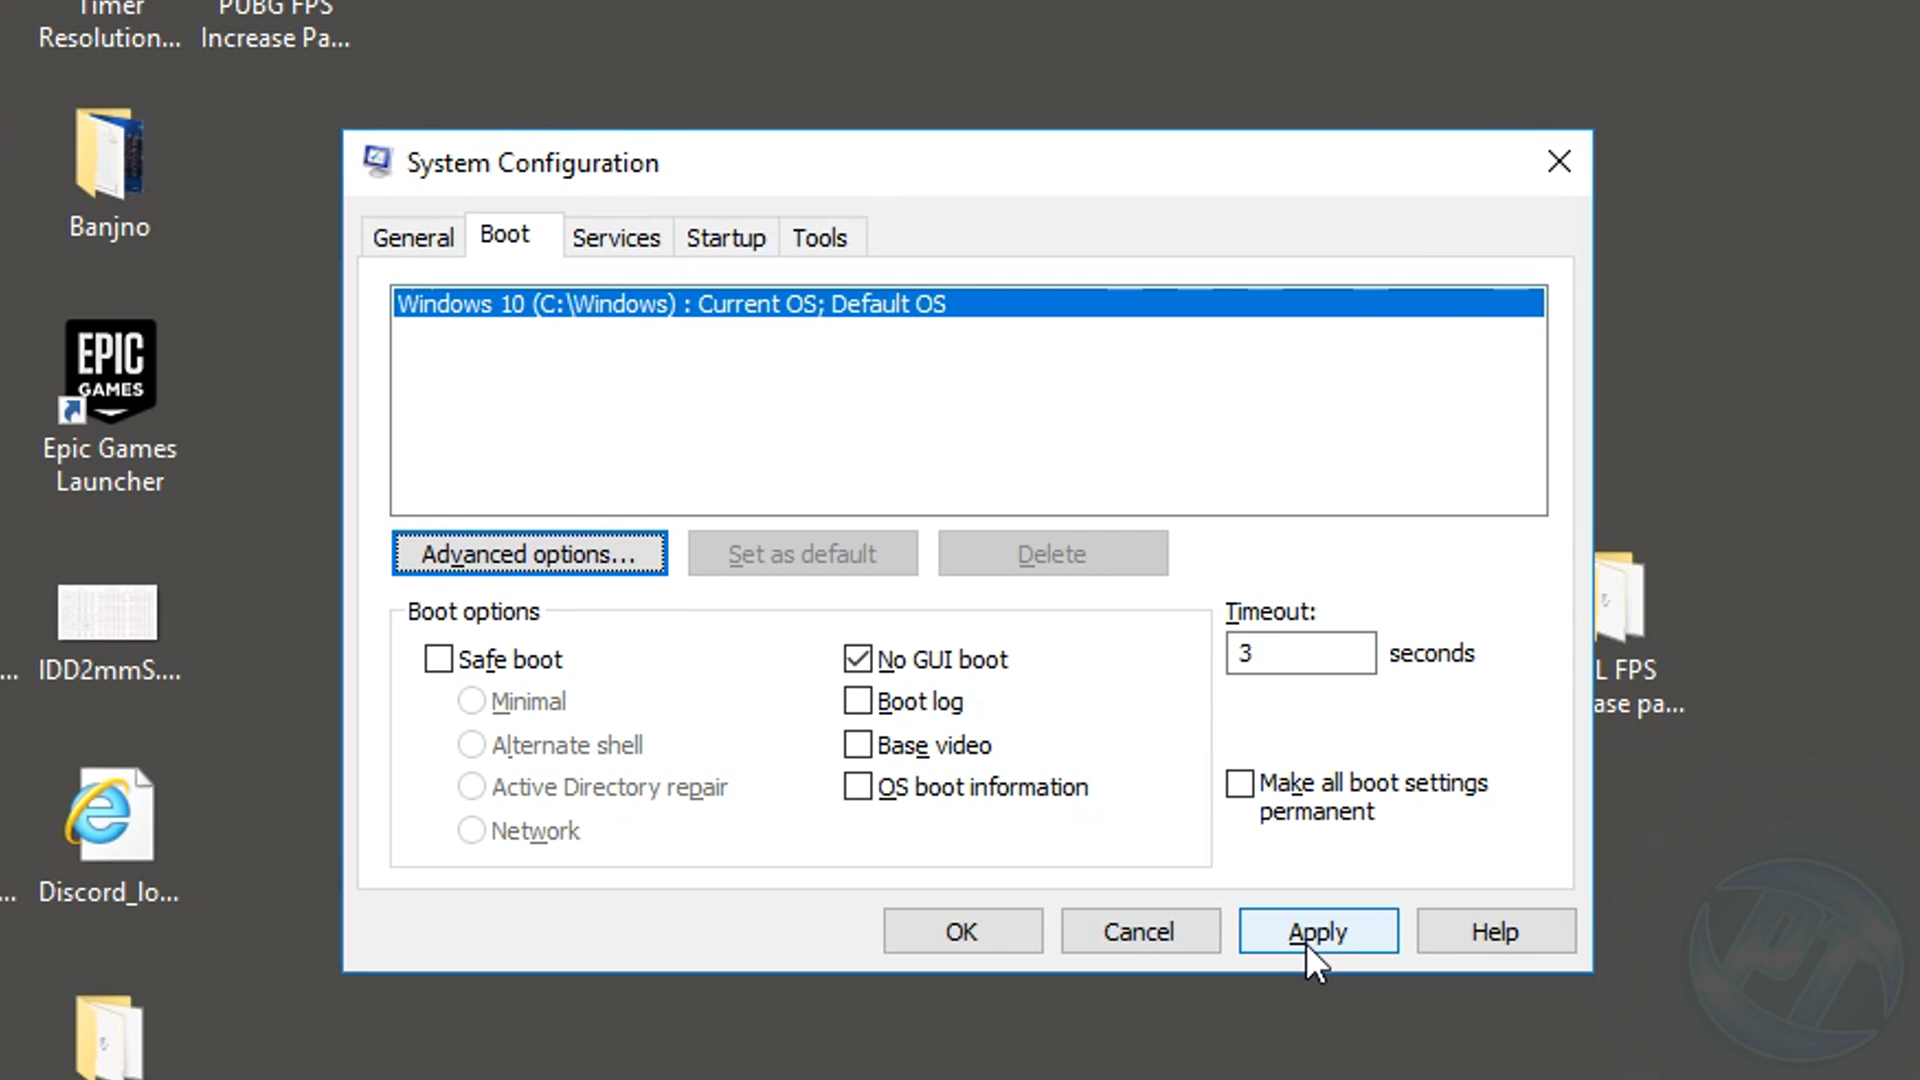 Timer
Resolution...
PUBG FPS
Increase Pa...
Banjno
EPIC
GAMES
Epic Games
Launcher
IDD2mmS....
...
Discord_lo...
...
System Configuration
General
Boot
Services
Startup
Tools
Windows 10 (C:\Windows) : Current OS; Default OS
Advanced options...
Set as default
Delete
Boot options
Safe boot
Minimal
Alternate shell
Active Directory repair
Network
No GUI boot
Boot log
Base video
OS boot information
Timeout:
3 seconds
Make all boot settings
permanent
OK
Cancel
Apply
Help
L FPS
ase pa...
PT